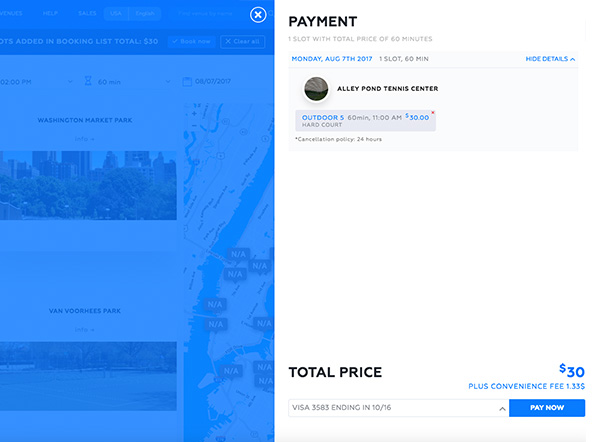 VENUES HELP SALES USA English
OTS ADDED IN BOOKING LIST TOTAL: $30 Book now Clear all
02:00 PM 60 min 08/07/2017
WASHINGTON MARKET PARK
info
VAN VOORHEES PARK
info
N/A
N/A
N/A
N/A
N/A
N/A
N/A
PAYMENT
1 SLOT WITH TOTAL PRICE OF 60 MINUTES
MONDAY, AUG 7TH 2017 1 SLOT, 60 MIN HIDE DETAILS
ALLEY POND TENNIS CENTER
OUTDOOR 5 60min, 11:00 AM $30.00
HARD COURT
*Cancellation policy: 24 hours
TOTAL PRICE $30
PLUS CONVENIENCE FEE 1.33$
VISA 3583 ENDING IN 10/16 PAY NOW